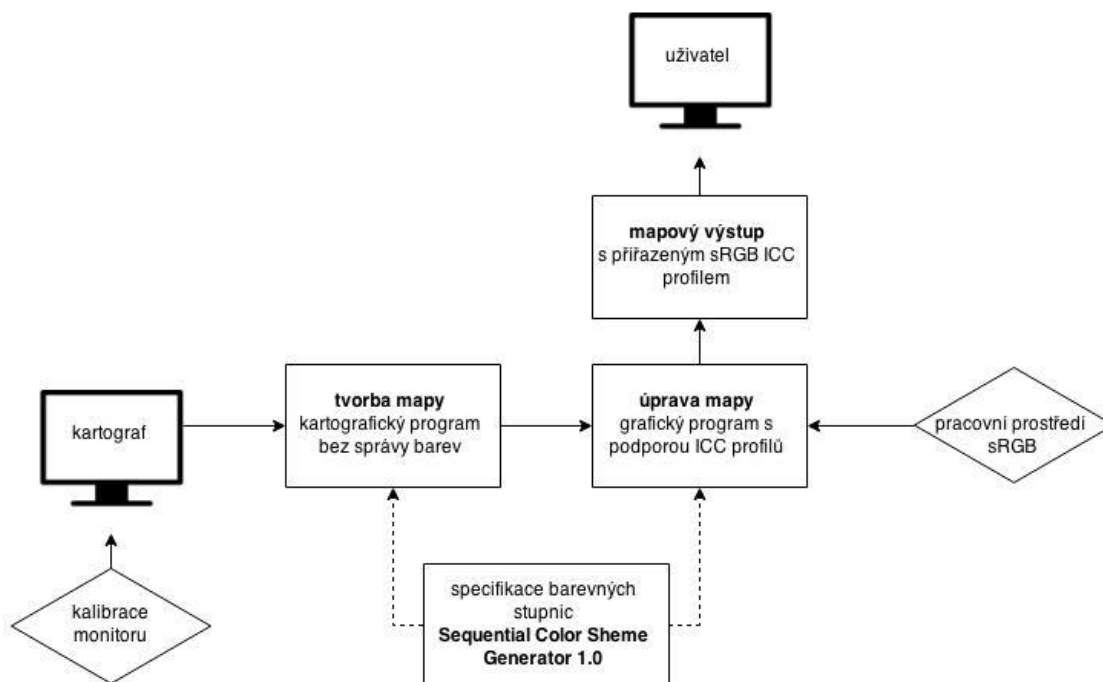 uživatel
mapový výstup
s přiřazeným sRGB ICC
profilem
kartograf
tvorba mapy
kartografický program
bez správy barev
úprava mapy
grafický program s
podporou ICC profilů
pracovní prostředí
sRGB
kalibrace
monitoru
specifikace barevných
stupnic
Sequential Color Sheme
Generator 1.0